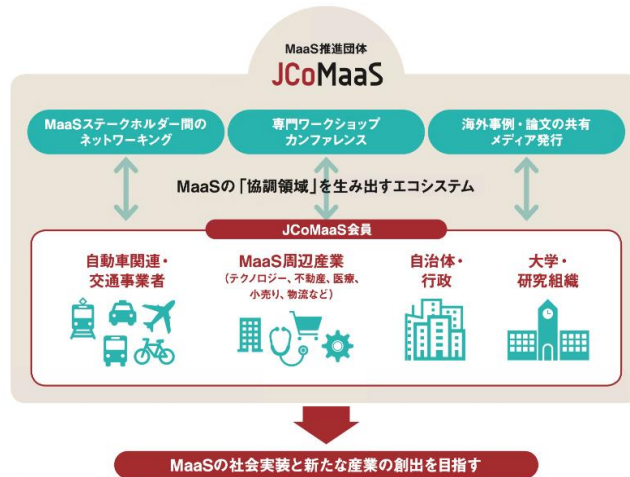 MaaS推進団体
JCoMaaS
MaaSステークホルダー間の
ネットワーキング
専門ワークショップ
カンファレンス
海外事例・論文の共有
メディア発行
MaaSの「協調領域」を生み出すエコシステム
JCoMaaS会員
自動車関連・
交通事業者
MaaS周辺産業
(テクノロジー、不動産、医療、
小売り、物流など)
自治体・
行政
大学・
研究組織
MaaSの社会実装と新たな産業の創出を目指す